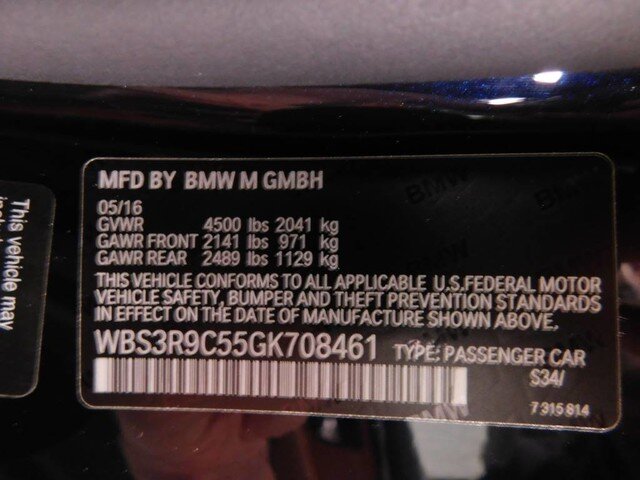 MFD BY BMW M GMBH
05/16
GVWR 4500 lbs 2041 kg
GAWR FRONT 2141 lbs 971 kg
GAWR REAR 2489 lbs 1129 kg
THIS VEHICLE CONFORMS TO ALL APPLICABLE U.S.FEDERAL MOTOR
VEHICLE SAFETY, BUMPER AND THEFT PREVENTION STANDARDS
IN EFFECT ON THE DATE OF MANUFACTURE SHOWN ABOVE.
WBS3R9C55GK708461 TYPE: PASSENGER CAR
S34/
7 315 814
This vehicle may